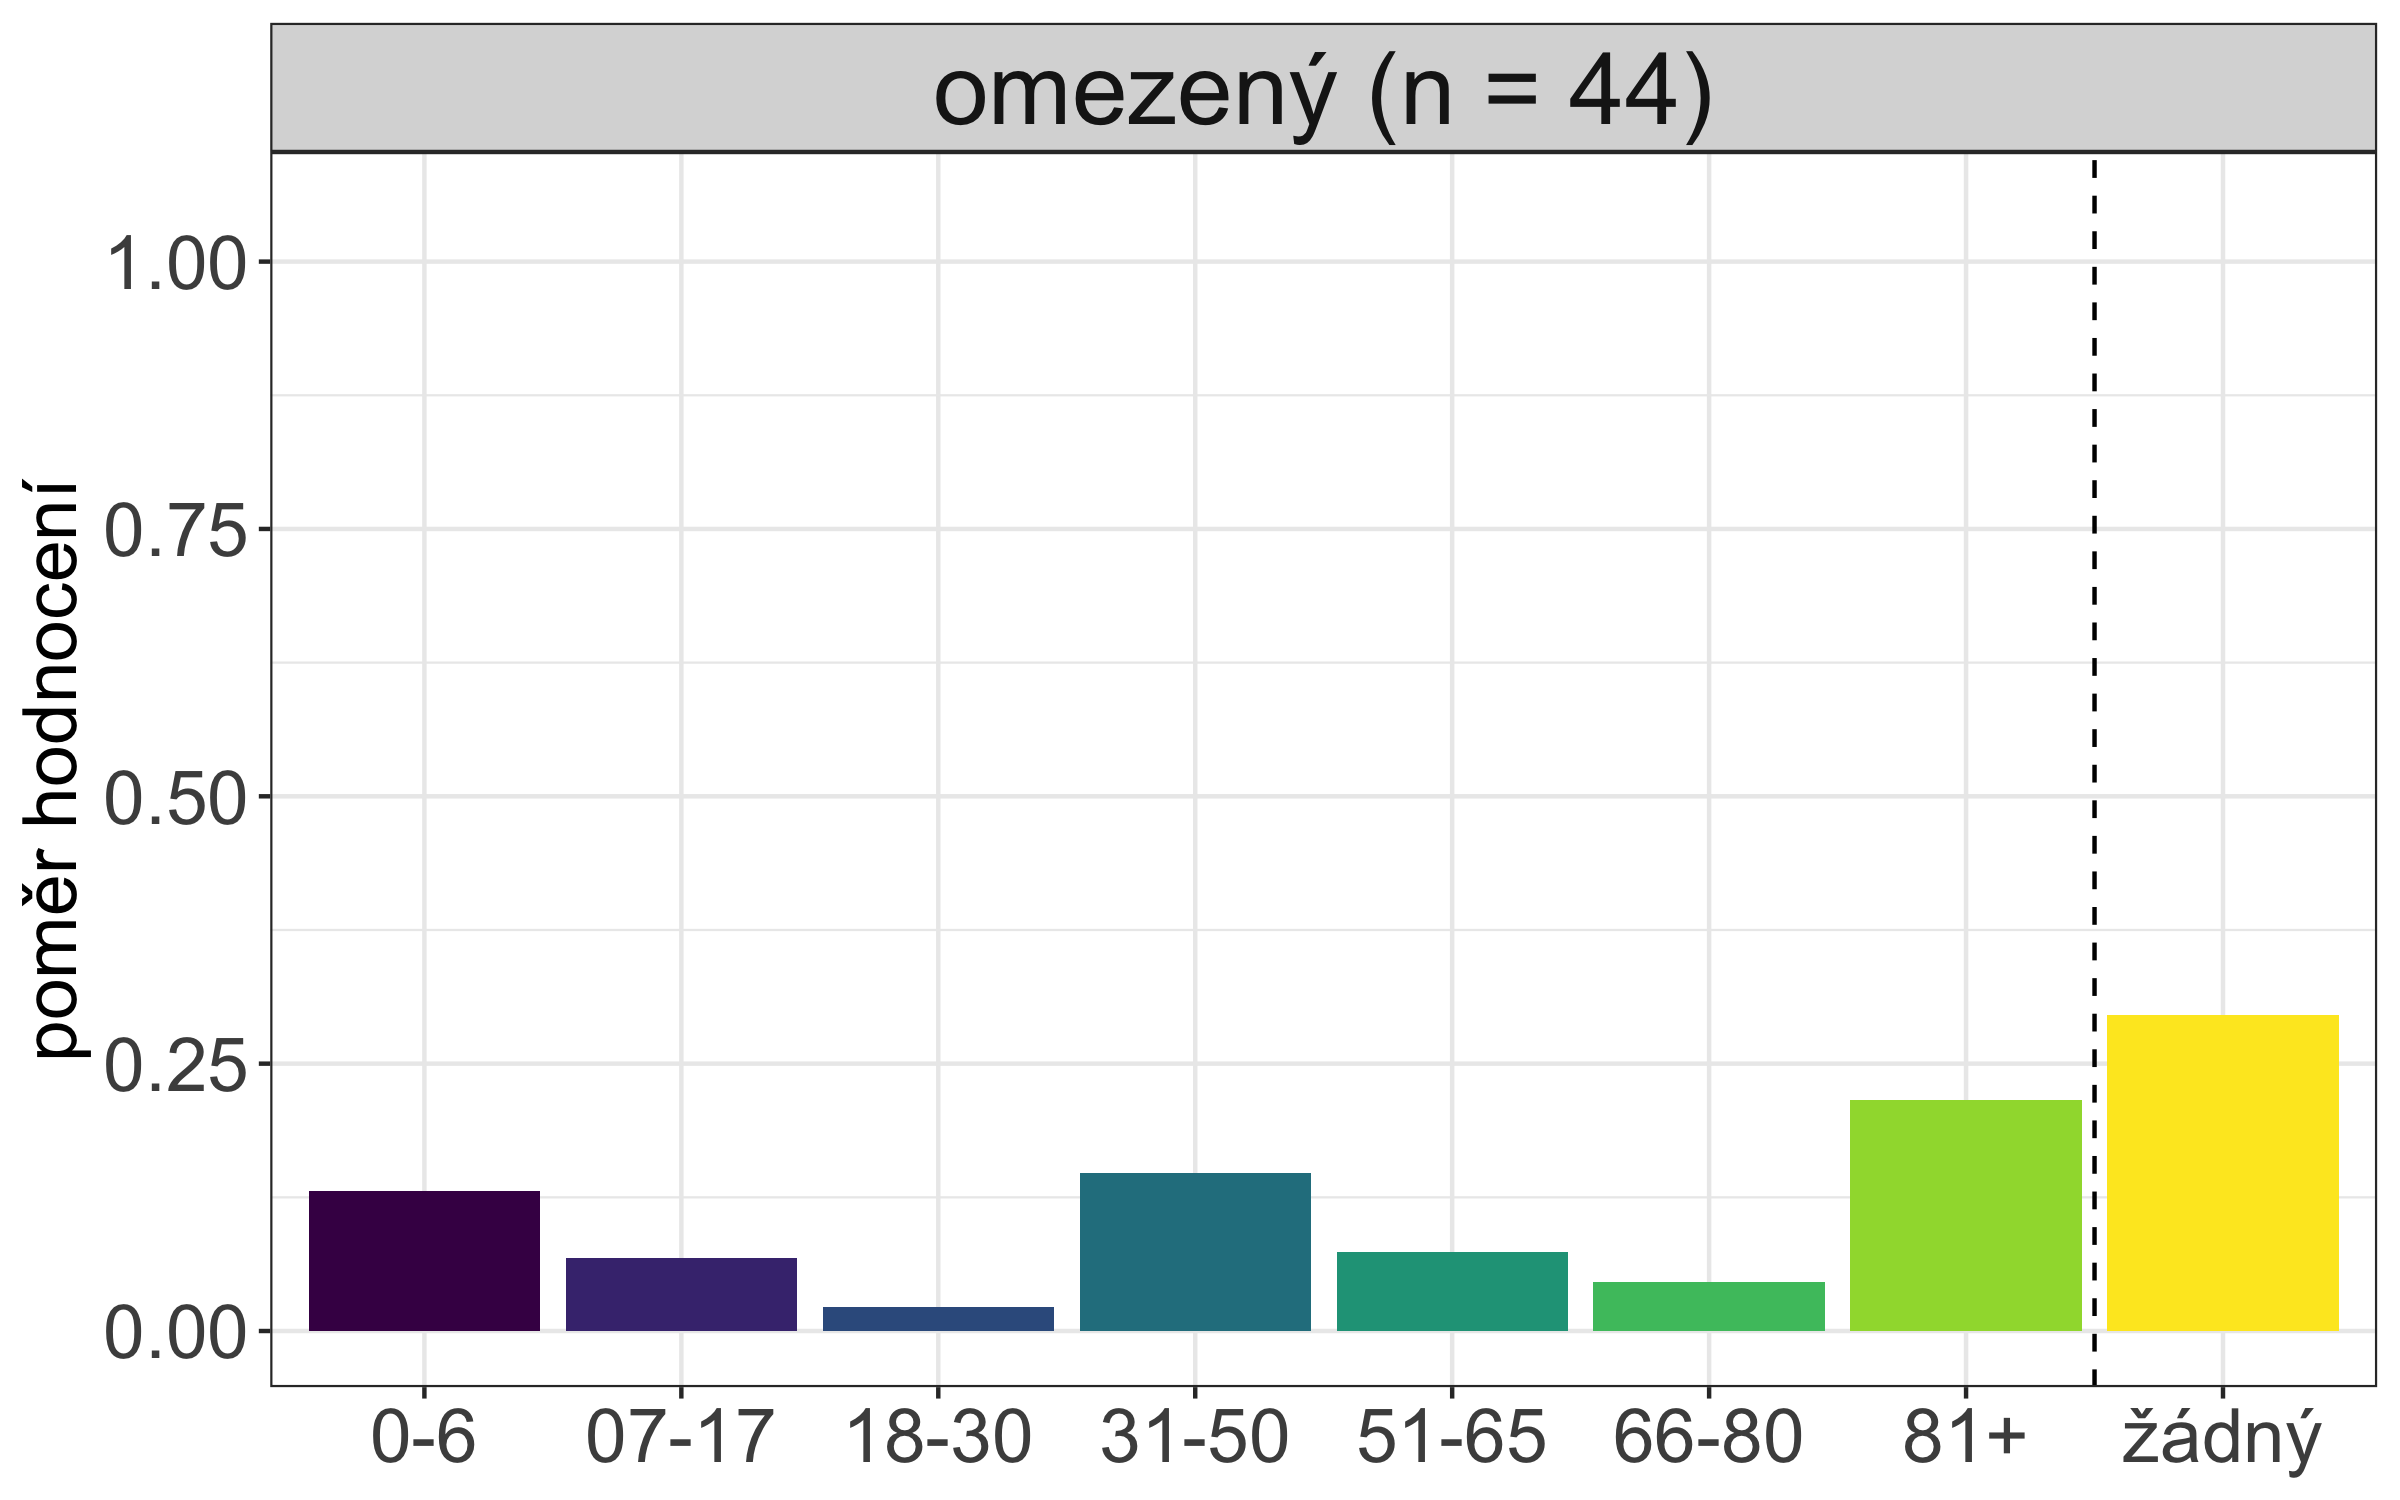 omezený (n = 44)
poměr hodnocení
1.00
0.75
0.50
0.25
0.00
0-6 07-17 18-30 31-50 51-65 66-80 81+ žádný